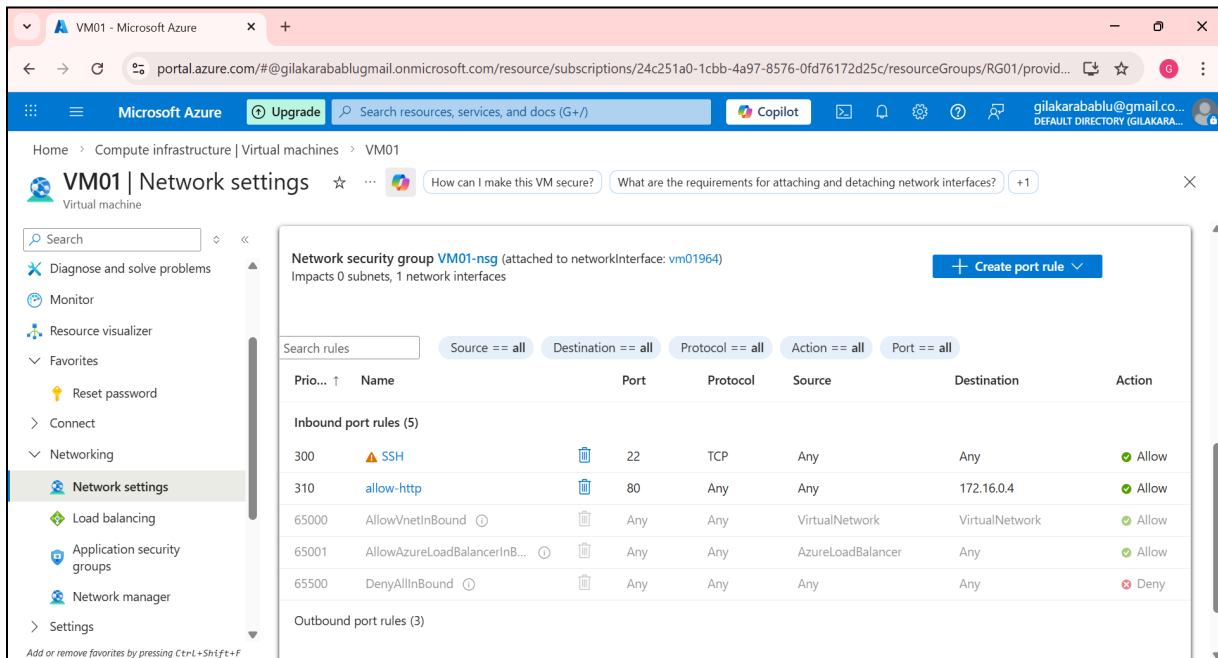 VM01 - Microsoft Azure
portal.azure.com/#@gilakarabablugmail.onmicrosoft.com/resource/subscriptions/24c251a0-1cbb-4a97-8576-0fd76172d25c/resourceGroups/RG01/provid...
G
Microsoft Azure Upgrade Search resources, services, and docs (G+/) Copilot gilakarabablu@gmail.co...
DEFAULT DIRECTORY (GILAKARA...
Home > Compute infrastructure | Virtual machines > VM01
VM01 | Network settings ... How can I make this VM secure? What are the requirements for attaching and detaching network interfaces? +1
Virtual machine
Search
Diagnose and solve problems
Monitor
Resource visualizer
Favorites
Reset password
Connect
Networking
Network settings
Load balancing
Application security
groups
Network manager
Settings
Add or remove favorites by pressing Ctrl+Shift+F
Network security group VM01-nsg (attached to networkInterface: vm01964)
Impacts 0 subnets, 1 network interfaces
+ Create port rule
Search rules Source == all Destination == all Protocol == all Action == all Port == all
Prio... ↑ Name Port Protocol Source Destination Action
Inbound port rules (5)
300 SSH 22 TCP Any Any Allow
310 allow-http 80 Any Any 172.16.0.4 Allow
65000 AllowVnetInBound Any Any VirtualNetwork VirtualNetwork Allow
65001 AllowAzureLoadBalancerInB... Any Any AzureLoadBalancer Any Allow
65500 DenyAllInBound Any Any Any Any Deny
Outbound port rules (3)